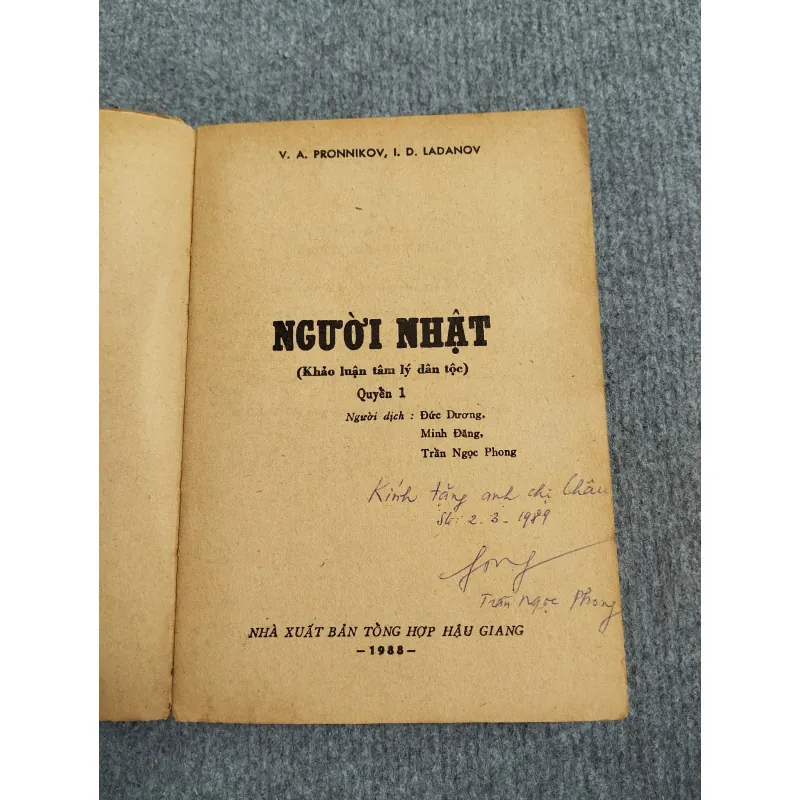 V. A. PRONNIKOV, I. D. LADANOV
NGƯỜI NHẬT
(Khảo luận tâm lý dân tộc)
Quyển 1
Người dịch : Đức Dương,
Minh Đăng,
Trần Ngọc Phong
Kính tặng anh chị Châu
2.3-1989
Trần Ngọc Phong
NHÀ XUẤT BẢN TỔNG HỢP HẬU GIANG
-1988-